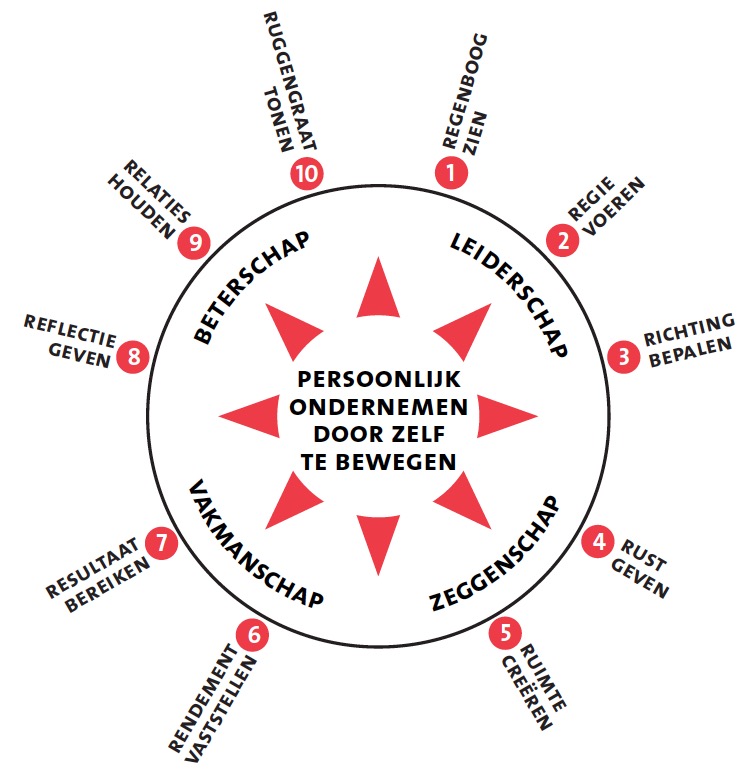 1
REGENBOOG
ZIEN
2
REGIE
VOEREN
3
RICHTING
BEPALEN
4
RUST
GEVEN
5
RUIMTE
CREËREN
6
RENDEMENT
VASTSTELLEN
7
RESULTAAT
BEREIKEN
8
REFLECTIE
GEVEN
9
RELATIES
HOUDEN
10
RUGGENGRAAT
TONEN
LEIDERSCHAP
ZEGGENSCHAP
VAKMANSCHAP
BETERSCHAP
PERSOONLIJK
ONDERNEMEN
DOOR ZELF
TE BEWEGEN